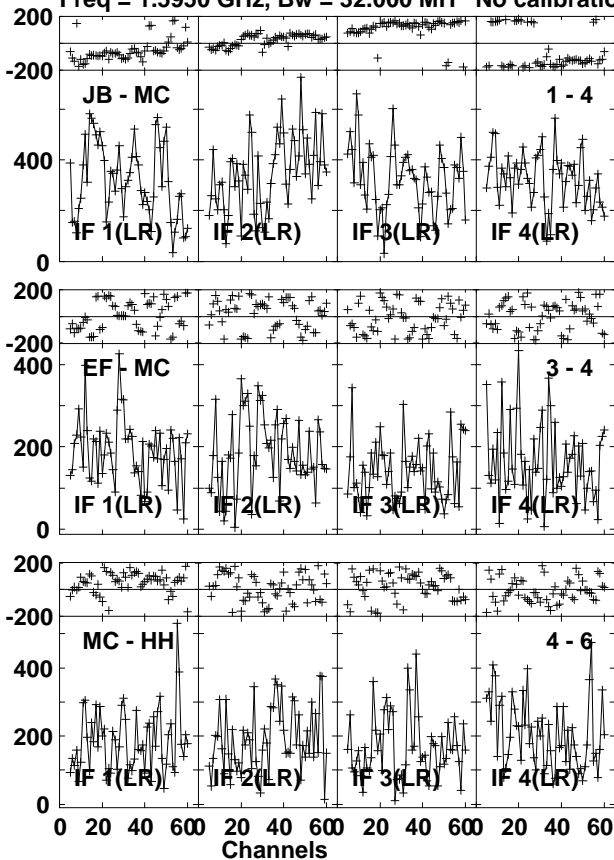 Freq = 1.5950 GHz, Bw = 32.000 MH No calibratio
200
-200
JB - MC 1 - 4
400
IF 1(LR) IF 2(LR) IF 3(LR) IF 4(LR)
0
200
-200
400 EF - MC 3 - 4
200
IF 1(LR) IF 2(LR) IF 3(LR) IF 4(LR)
0
200
-200
MC - HH 4 - 6
400
200
IF 1(LR) IF 2(LR) IF 3(LR) IF 4(LR)
0
0 20 40 60 0 20 40 60 0 20 40 60 0 20 40 60
Channels